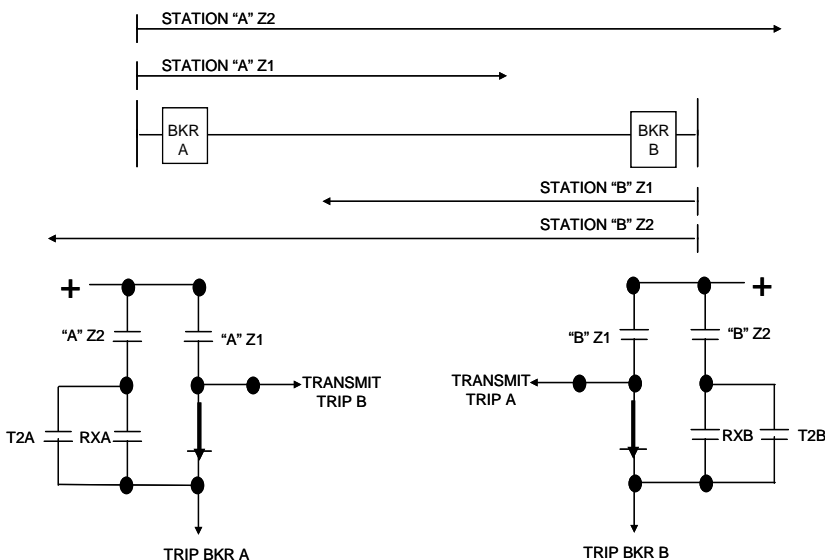 STATION “A” Z2
STATION “A” Z1
BKR
A
BKR
B
STATION “B” Z1
STATION “B” Z2
+
+
“A” Z2
“A” Z1
“B” Z1
“B” Z2
TRANSMIT
TRIP B
TRANSMIT
TRIP A
T2A
RXA
RXB
T2B
TRIP BKR A
TRIP BKR B